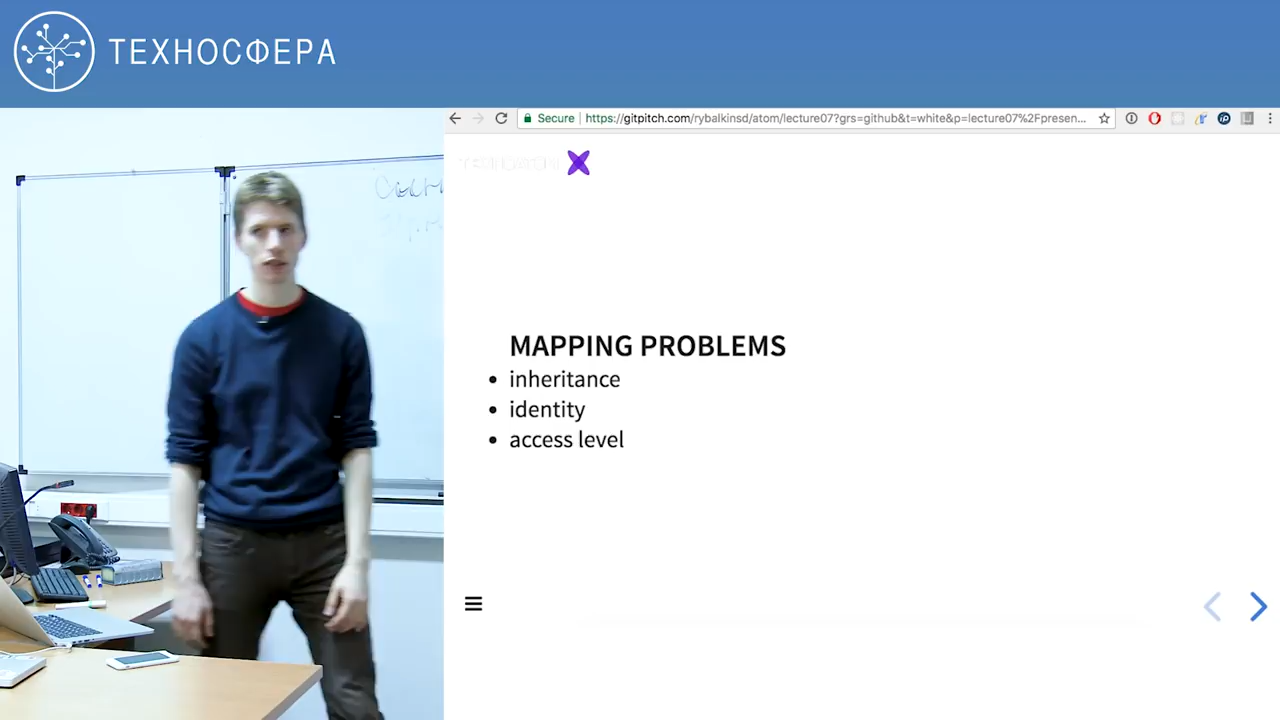 ТЕХНОСФЕРА
Secure https://gitpitch.com/rybalkinsd/atom/lecture07?grs=github&t=white&p=lecture07%2Fpresen...
MAPPING PROBLEMS
inheritance
identity
access level